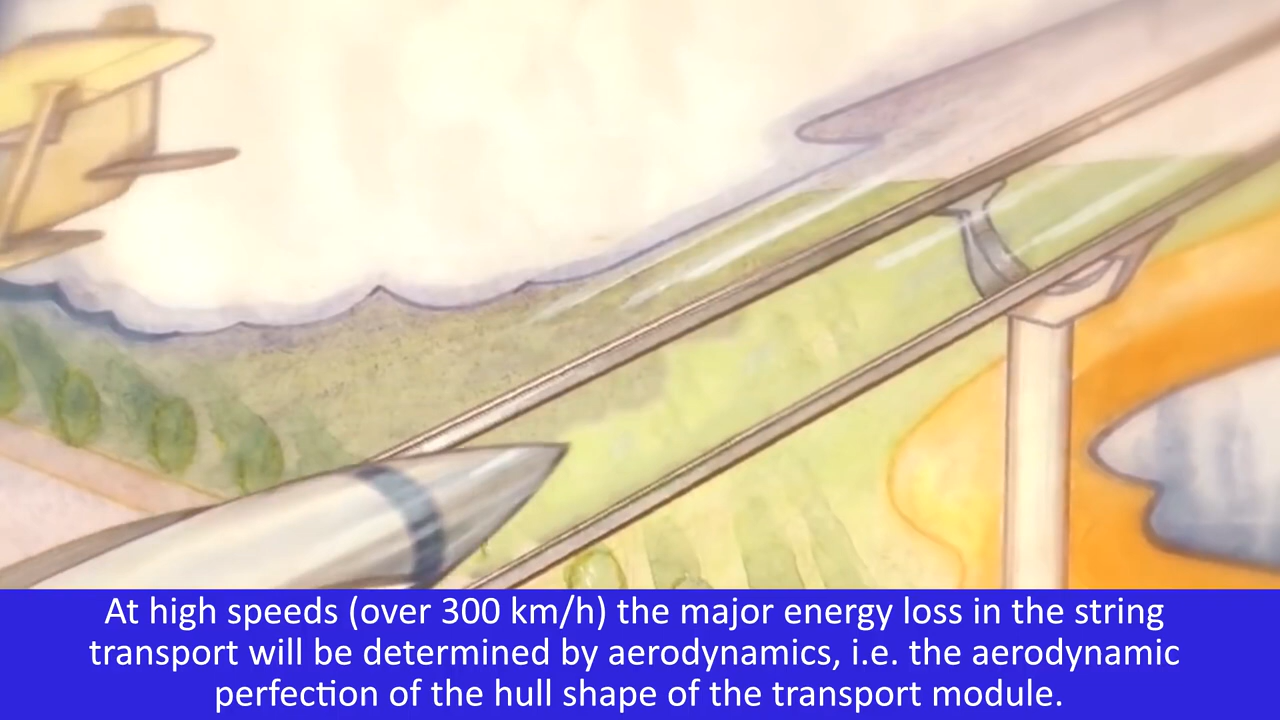 At high speeds (over 300 km/h) the major energy loss in the string
transport will be determined by aerodynamics, i.e. the aerodynamic
perfection of the hull shape of the transport module.